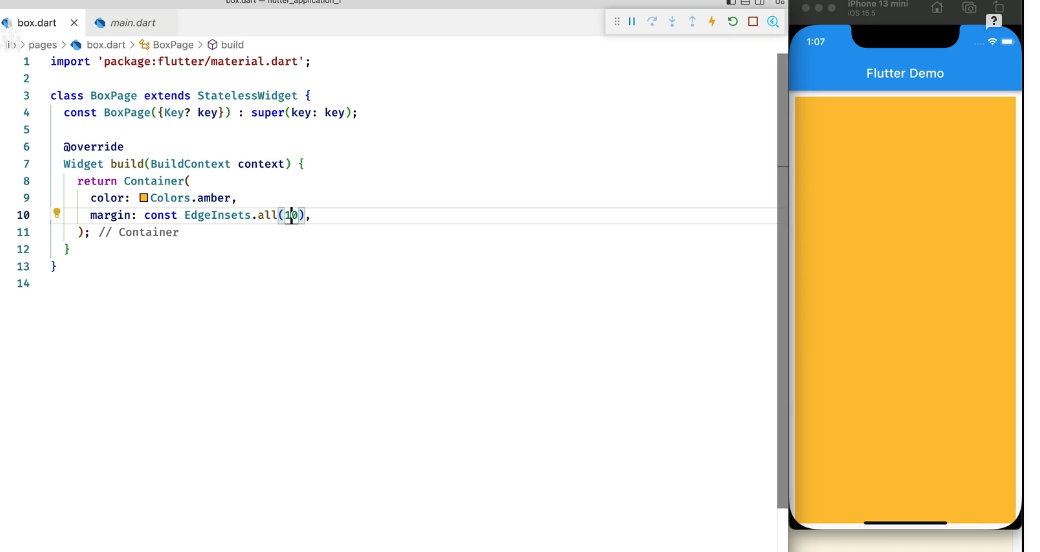 box.dart — flutter_application_1
box.dart
main.dart
lib > pages > box.dart > BoxPage > build
1 import 'package:flutter/material.dart';
2
3 class BoxPage extends StatelessWidget {
4 const BoxPage({Key? key}) : super(key: key);
5
6 @override
7 Widget build(BuildContext context) {
8 return Container(
9 color: Colors.amber,
10 margin: const EdgeInsets.all(10),
11 ); // Container
12 }
13 }
14
iPhone 13 mini
iOS 15.5
?
1:07
Flutter Demo